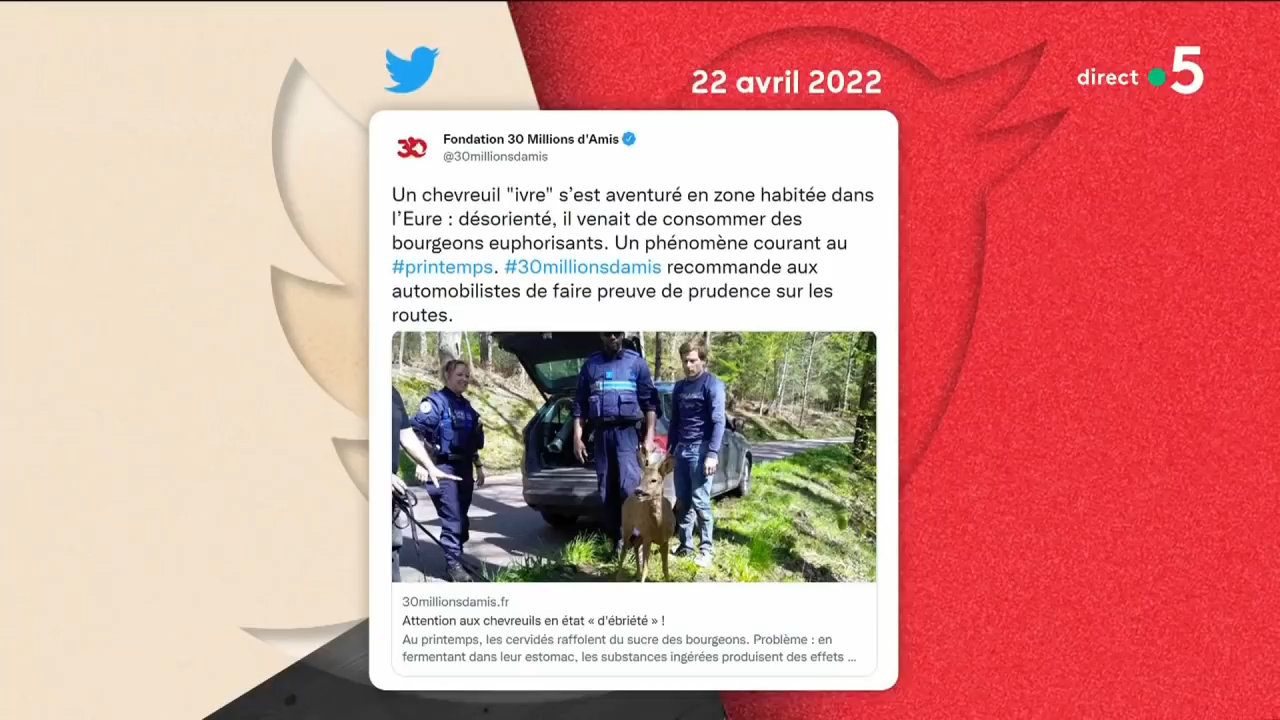 22 avril 2022
direct 5
30
Fondation 30 Millions d'Amis
@30millionsdamis
Un chevreuil "ivre" s’est aventuré en zone habitée dans
l’Eure : désorienté, il venait de consommer des
bourgeons euphorisants. Un phénomène courant au
#printemps. #30millionsdamis recommande aux
automobilistes de faire preuve de prudence sur les
routes.
30millionsdamis.fr
Attention aux chevreuils en état « d'ébriété » !
Au printemps, les cervidés raffolent du sucre des bourgeons. Problème : en
fermentant dans leur estomac, les substances ingérées produisent des effets ...